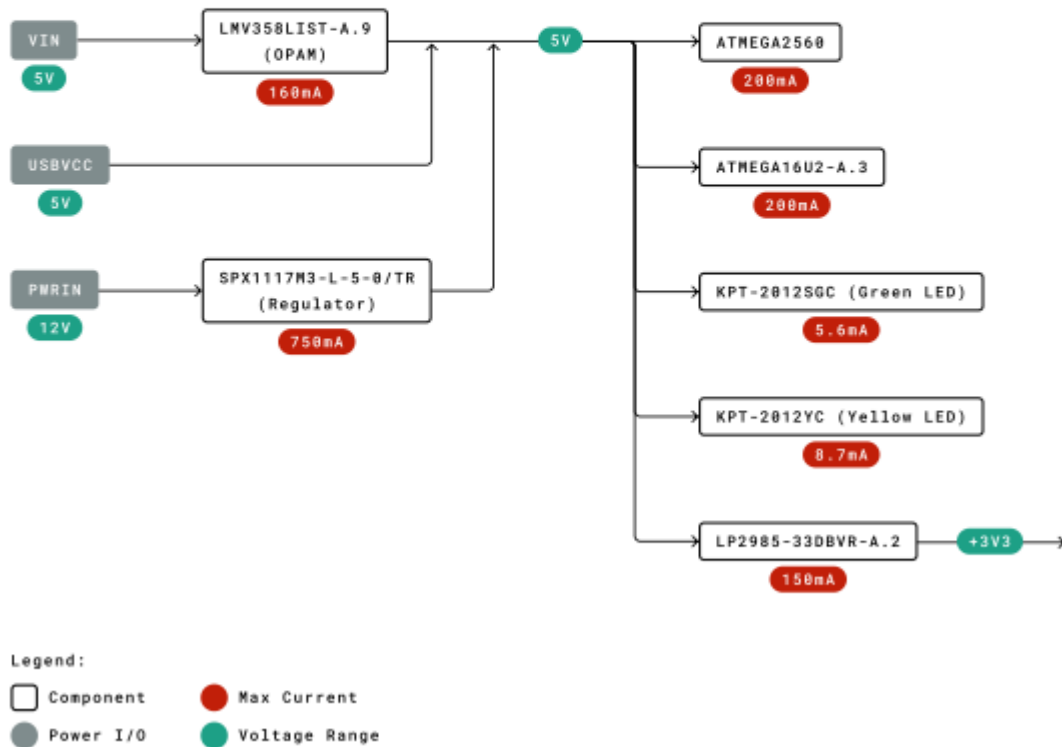 VIN
5V
LMV358LIST-A.9
(OPAM)
160mA
5V
ATMEGA2560
200mA
USBVCC
5V
ATMEGA16U2-A.3
200mA
PWRIN
12V
SPX1117M3-L-5-0/TR
(Regulator)
750mA
KPT-2012SGC (Green LED)
5.6mA
KPT-2012YC (Yellow LED)
8.7mA
LP2985-33DBVR-A.2
150mA
+3V3
Legend:
Component
Max Current
Power I/O
Voltage Range